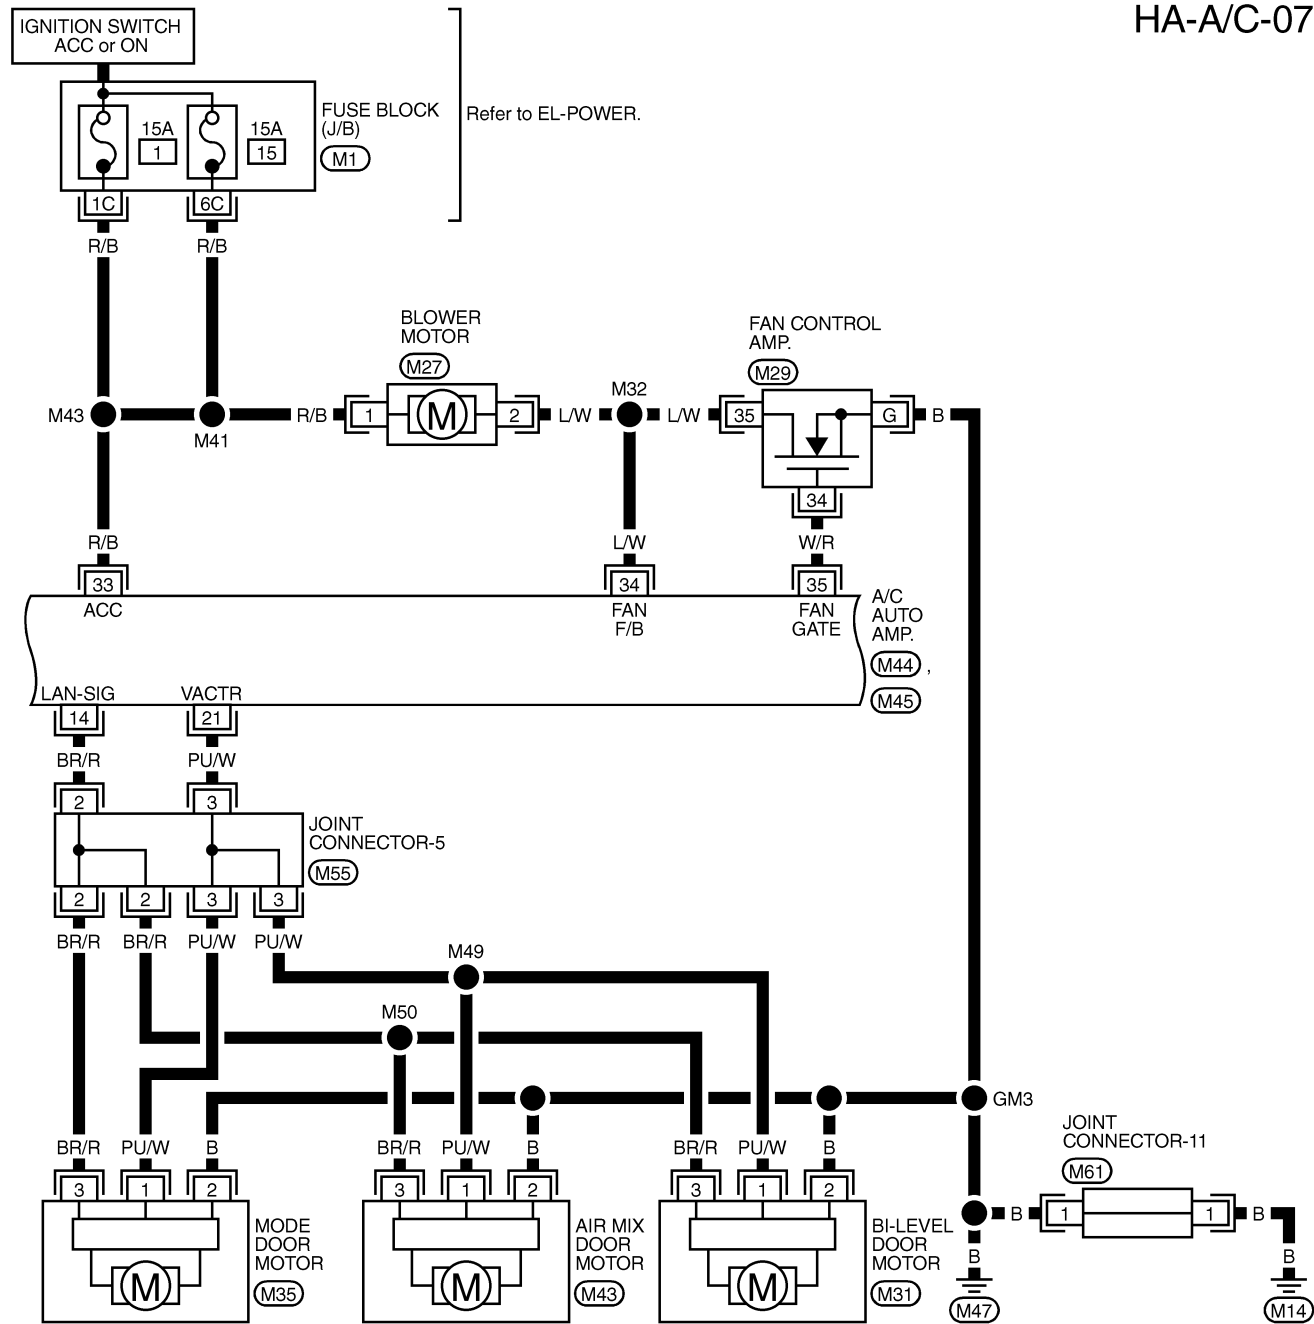 HA-A/C-07
IGNITION SWITCH
ACC or ON
FUSE BLOCK
(J/B)
M1
Refer to EL-POWER.
15A
1
15A
15
1C
6C
R/B
R/B
BLOWER
MOTOR
M27
FAN CONTROL
AMP.
M29
M43
M41
R/B
1
M
2
L/W
M32
L/W
35
G
B
34
R/B
L/W
W/R
33
34
35
ACC
FAN
F/B
FAN
GATE
A/C
AUTO
AMP.
M44 ,
M45
LAN-SIG
VACTR
14
21
BR/R
PU/W
2
3
JOINT
CONNECTOR-5
M55
2
2
3
3
BR/R
BR/R
PU/W
PU/W
M49
M50
GM3
BR/R
PU/W
B
BR/R
PU/W
B
BR/R
PU/W
B
3
1
2
3
1
2
3
1
2
M
MODE
DOOR
MOTOR
M35
M
AIR MIX
DOOR
MOTOR
M43
M
BI-LEVEL
DOOR
MOTOR
M31
JOINT
CONNECTOR-11
M61
B
1
1
B
B
B
M47
M14